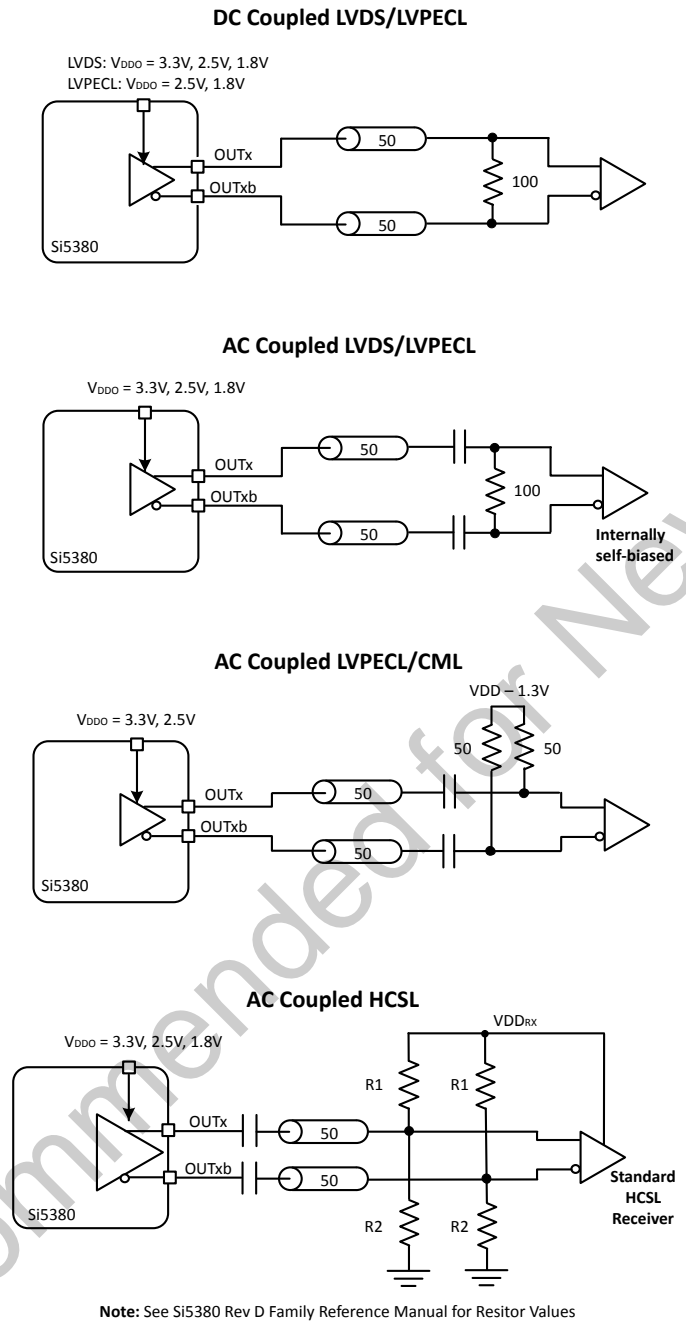 DC Coupled LVDS/LVPECL
LVDS: VDDO = 3.3V, 2.5V, 1.8V
LVPECL: VDDO = 2.5V, 1.8V
OUTx
50
OUTxb
50
100
Si5380
AC Coupled LVDS/LVPECL
VDDO = 3.3V, 2.5V, 1.8V
OUTx
50
OUTxb
50
100
Si5380
Internally
self-biased
AC Coupled LVPECL/CML
VDD – 1.3V
VDDO = 3.3V, 2.5V
50
50
OUTx
50
OUTxb
50
Si5380
AC Coupled HCSL
VDDRX
VDDO = 3.3V, 2.5V, 1.8V
R1
R1
OUTx
50
OUTxb
50
Standard
HCSL
Receiver
Si5380
R2
R2
Note: See Si5380 Rev D Family Reference Manual for Resitor Values
ommended for New